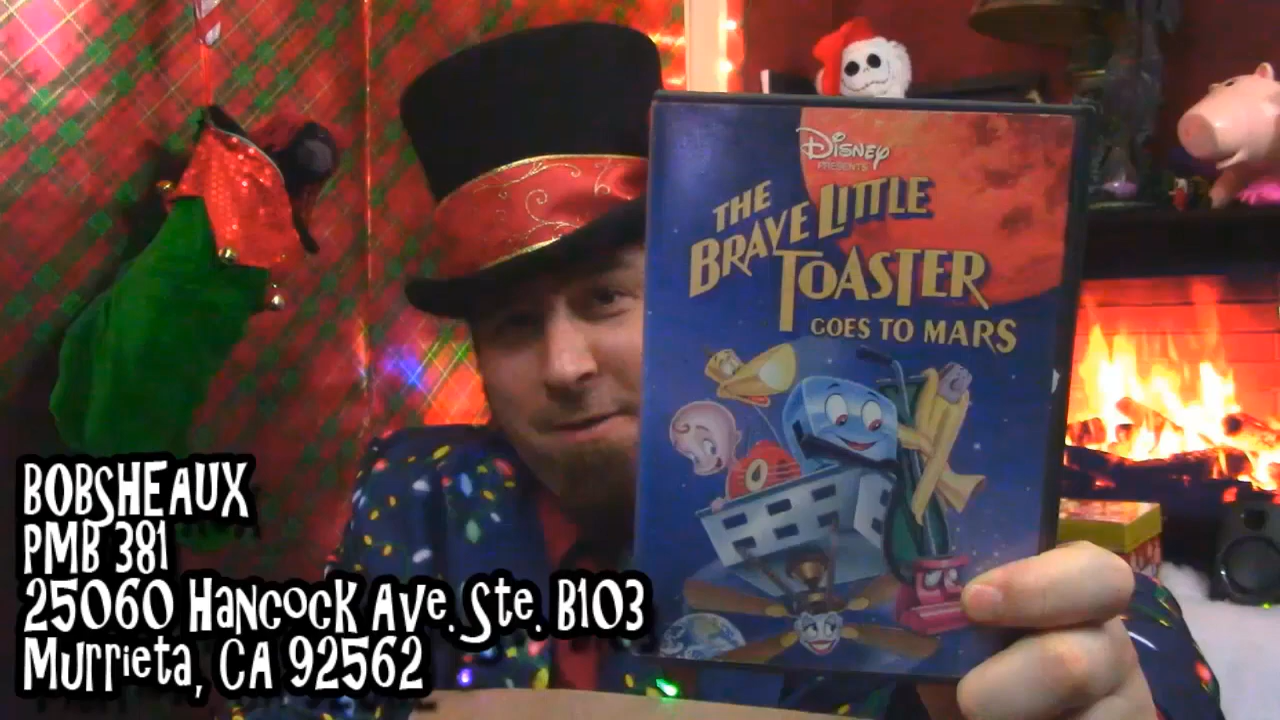 Disney
PRESENTS
THE
BRAVE LITTLE
TOASTER
GOES TO MARS
BOBSHEAUX
PMB 381
25060 Hancock Ave. Ste. B103
Murrieta, CA 92562